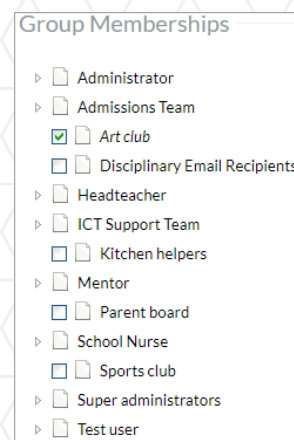 Group Memberships
Administrator
Admissions Team
Art club
Disciplinary Email Recipients
Headteacher
ICT Support Team
Kitchen helpers
Mentor
Parent board
School Nurse
Sports club
Super administrators
Test user